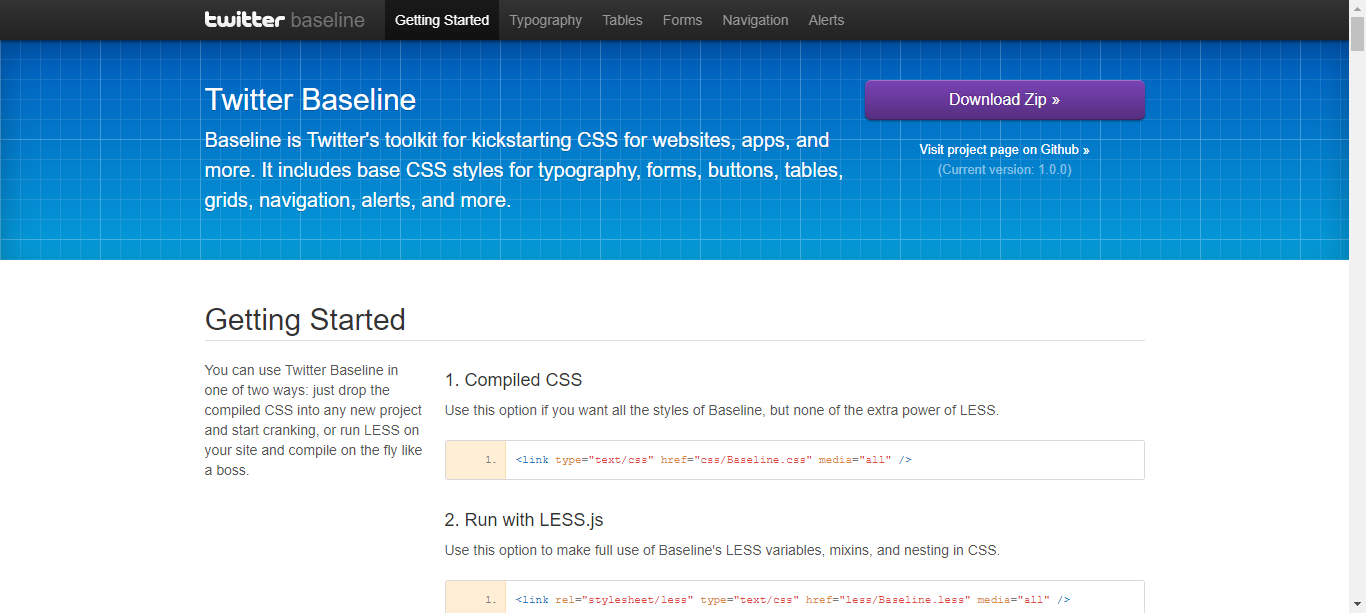 twitter baseline Getting Started Typography Tables Forms Navigation Alerts
Twitter Baseline
Baseline is Twitter's toolkit for kickstarting CSS for websites, apps, and
more. It includes base CSS styles for typography, forms, buttons, tables,
grids, navigation, alerts, and more.
Download Zip »
Visit project page on Github »
(Current version: 1.0.0)
Getting Started
You can use Twitter Baseline in
one of two ways: just drop the
compiled CSS into any new project
and start cranking, or run LESS on
your site and compile on the fly like
a boss.
1. Compiled CSS
Use this option if you want all the styles of Baseline, but none of the extra power of LESS.
1. <link type="text/css" href="css/Baseline.css" media="all" />
2. Run with LESS.js
Use this option to make full use of Baseline's LESS variables, mixins, and nesting in CSS.
1. <link rel="stylesheet/less" type="text/css" href="less/Baseline.less" media="all" />